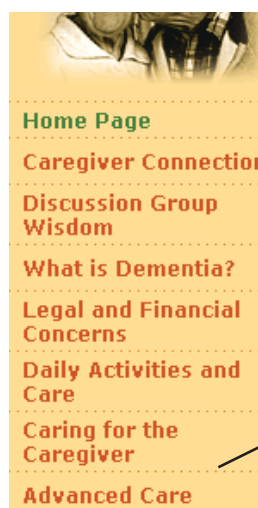 Home Page
Caregiver Connection
Discussion Group
Wisdom
What is Dementia?
Legal and Financial
Concerns
Daily Activities and
Care
Caring for the
Caregiver
Advanced Care